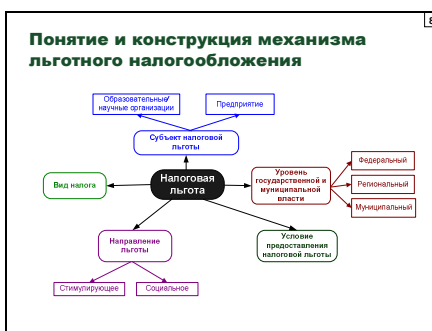 8
Понятие и конструкция механизма
льготного налогообложения
Образовательные/
научные организации
Предприятие
Субъект налоговой
льготы
Федеральный
Уровень
государственной и
муниципальной
власти
Вид налога
Налоговая
льгота
Региональный
Муниципальный
Направление
льготы
Условие
предоставления
налоговой льготы
Стимулирующее
Социальное